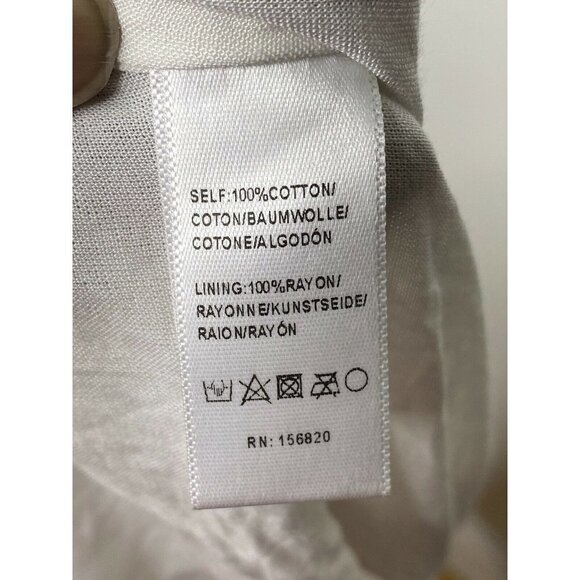 SELF:100%COTTON/
COTON/BAUMWOLLE/
COTONE/ALGODÓN
LINING:100%RAYON/
RAYONNE/KUNSTSEIDE/
RAION/RAYÓN
RN: 156820